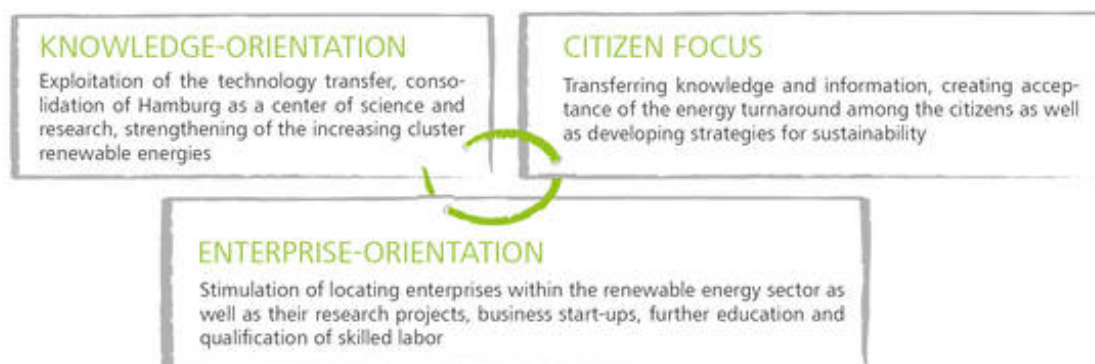 KNOWLEDGE-ORIENTATION
Exploitation of the technology transfer, conso-
lidation of Hamburg as a center of science and
research, strengthening of the increasing cluster
renewable energies
CITIZEN FOCUS
Transferring knowledge and information, creating accep-
tance of the energy turnaround among the citizens as well
as developing strategies for sustainability
ENTERPRISE-ORIENTATION
Stimulation of locating enterprises within the renewable energy sector as
well as their research projects, business start-ups, further education and
qualification of skilled labor